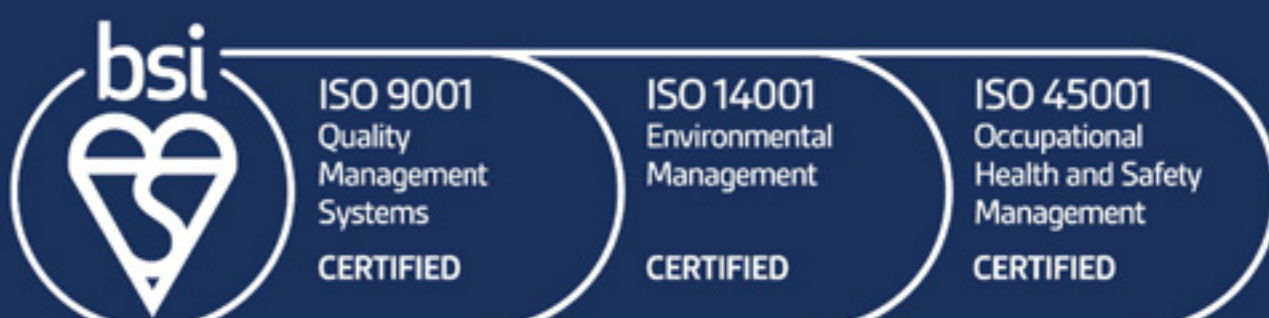 bsi
ISO 9001
Quality
Management
Systems
CERTIFIED
ISO 14001
Environmental
Management
CERTIFIED
ISO 45001
Occupational
Health and Safety
Management
CERTIFIED